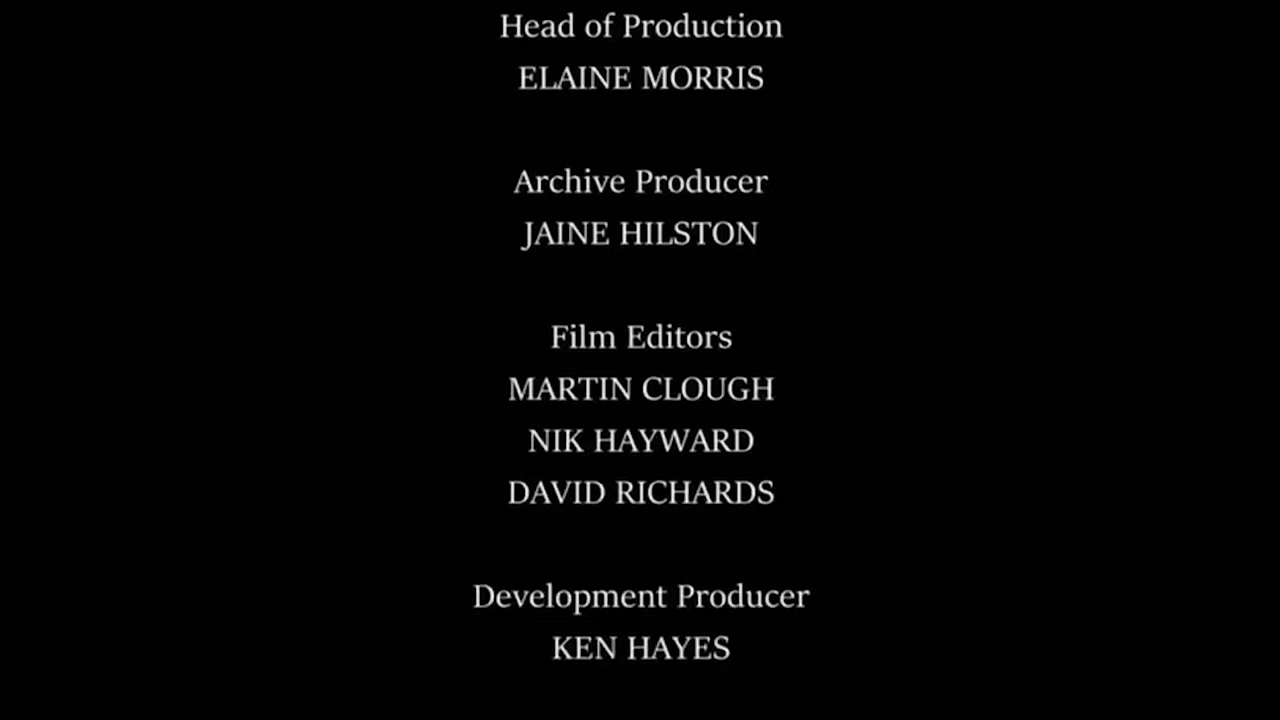 Head of Production
ELAINE MORRIS
Archive Producer
JAINE HILSTON
Film Editors
MARTIN CLOUGH
NIK HAYWARD
DAVID RICHARDS
Development Producer
KEN HAYES